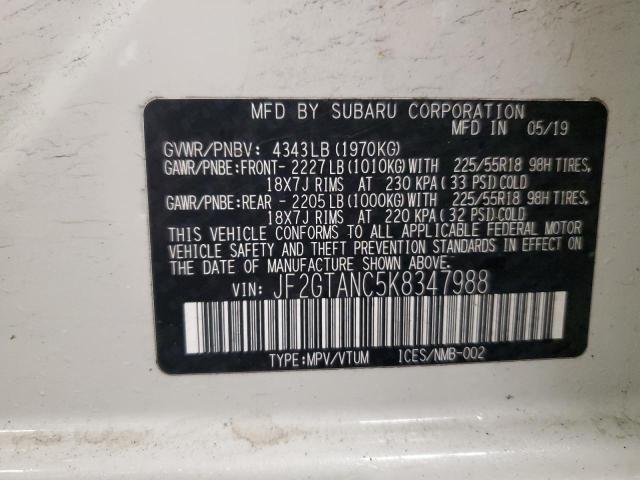 MFD BY SUBARU CORPORATION
MFD IN 05/19
GVWR/PNBV: 4343LB(1970KG)
GAWR/PNBE:FRONT- 2227LB(1010KG)WITH 225/55R18 98H TIRES,
18X7J RIMS AT 230 KPA(33 PSI)COLD
GAWR/PNBE:REAR - 2205LB(1000KG)WITH 225/55R18 98H TIRES,
18X7J RIMS AT 220 KPA(32 PSI)COLD
THIS VEHICLE CONFORMS TO ALL APPLICABLE FEDERAL MOTOR
VEHICLE SAFETY AND THEFT PREVENTION STANDARDS IN EFFECT ON
THE DATE OF MANUFACTURE SHOWN ABOVE.
VIN: JF2GTANC5K8347988
TYPE:MPV/VTUM ICES/NMB-002